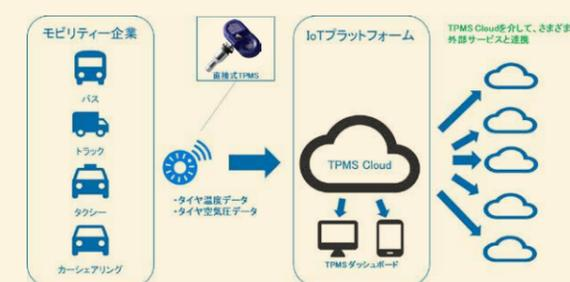 モビリティー企業
バス
トラック
タクシー
カーシェアリング
直接式TPMS
・タイヤ温度データ
・タイヤ空気圧データ
IoTプラットフォーム
TPMS Cloud
TPMSダッシュボード
TPMS Cloudを介して、さまざま
外部サービスと連携